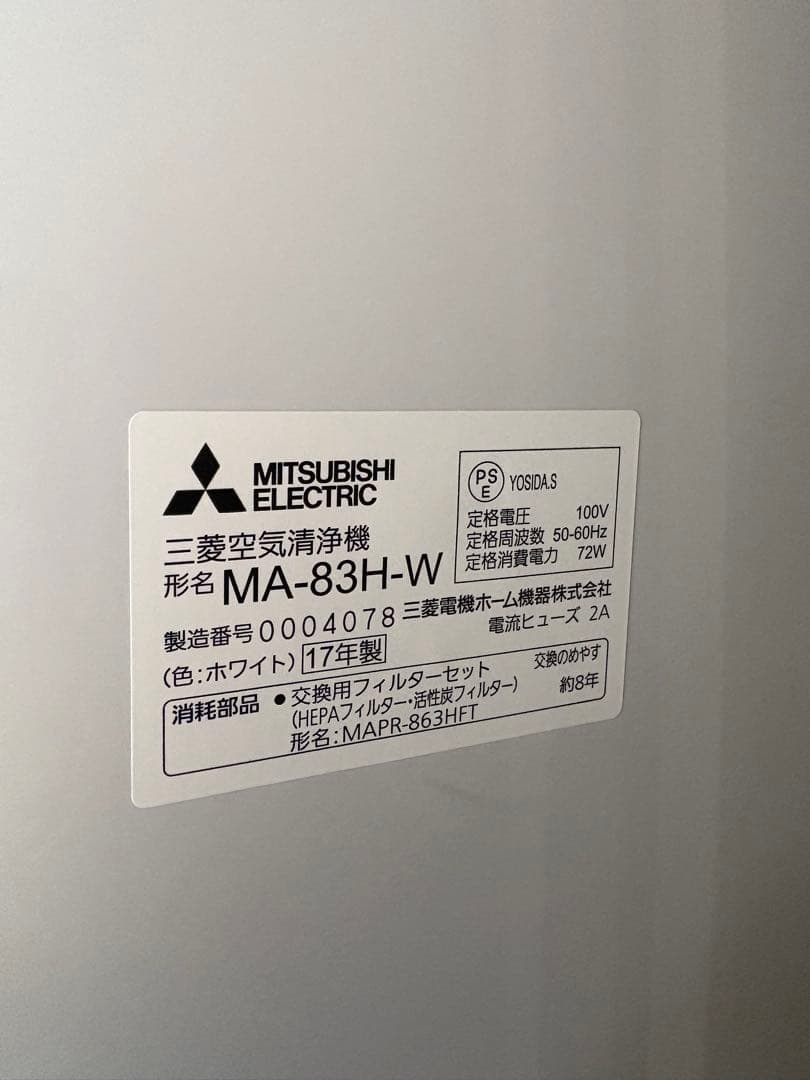 MITSUBISHI
ELECTRIC
三菱空気清浄機
形名 MA-83H-W
PS
E
YOSIDA.S
定格電圧 100V
定格周波数 50-60Hz
定格消費電力 72W
製造番号 0004078 三菱電機ホーム機器株式会社
(色:ホワイト) 17年製 電流ヒューズ 2A
消耗部品 ●交換用フィルターセット 交換のめやす
(HEPAフィルター・活性炭フィルター) 約8年
形名:MAPR-863HFT